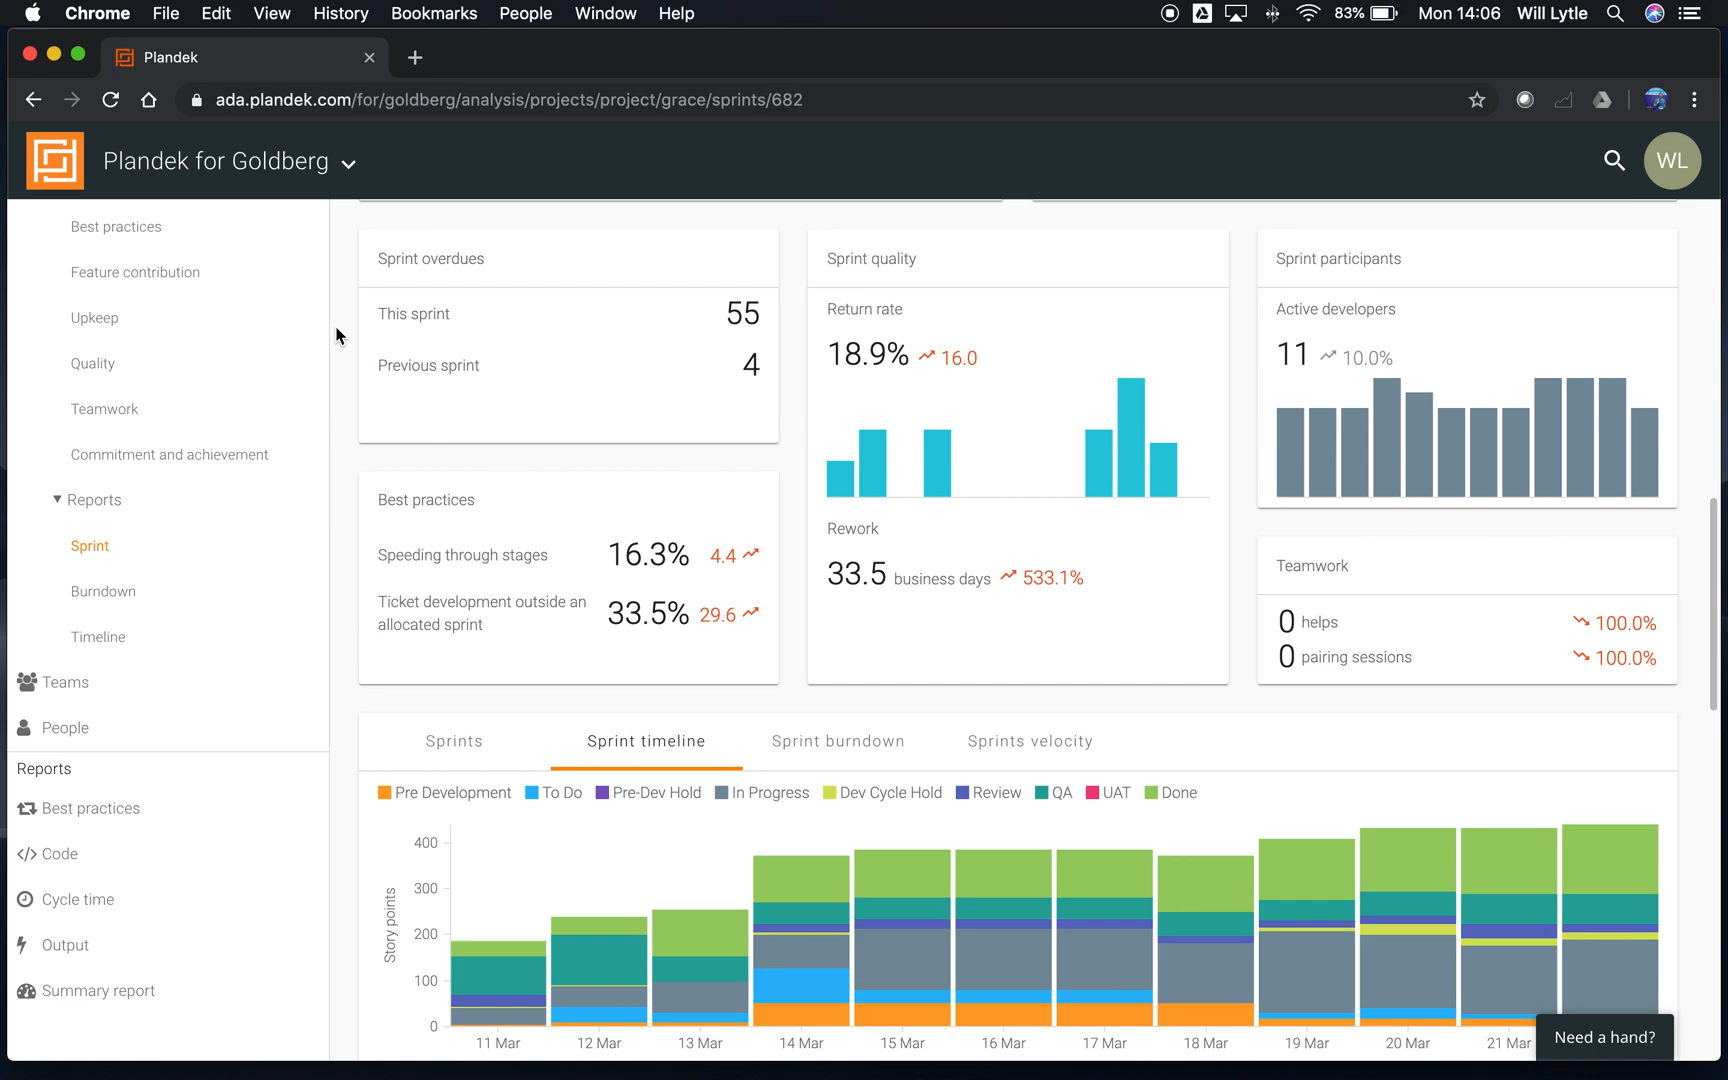 Chrome File Edit View History Bookmarks People Window Help 83% Mon 14:06 Will Lytle
Plandek
ada.plandek.com/for/goldberg/analysis/projects/project/grace/sprints/682
Plandek for Goldberg
WL
Best practices
Feature contribution
Upkeep
Quality
Teamwork
Commitment and achievement
Reports
Sprint
Burndown
Timeline
Teams
People
Reports
Best practices
Code
Cycle time
Output
Summary report
Sprint overdues
This sprint 55
Previous sprint 4
Best practices
Speeding through stages 16.3% 4.4
Ticket development outside an
allocated sprint 33.5% 29.6
Sprint quality
Return rate
18.9% 16.0
Rework
33.5 business days 533.1%
Sprint participants
Active developers
11 10.0%
Teamwork
0 helps 100.0%
0 pairing sessions 100.0%
Sprints Sprint timeline Sprint burndown Sprints velocity
Pre Development To Do Pre-Dev Hold In Progress Dev Cycle Hold Review QA UAT Done
Story points
400
300
200
100
0
11 Mar 12 Mar 13 Mar 14 Mar 15 Mar 16 Mar 17 Mar 18 Mar 19 Mar 20 Mar 21 Mar
Need a hand?